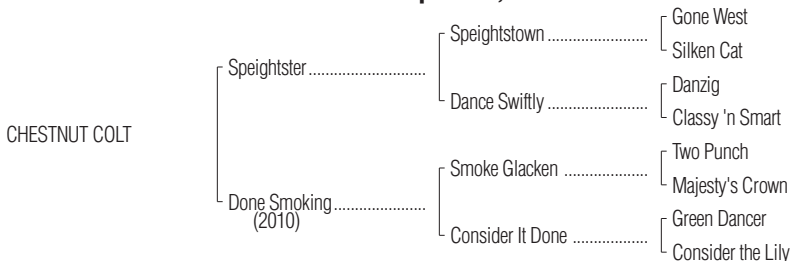 Gone West
Speightstown ....................
Silken Cat
Speightster ...........................
Danzig
Dance Swiftly ....................
Classy 'n Smart
CHESTNUT COLT
Two Punch
Smoke Glacken .................
Majesty's Crown
Done Smoking .....................
(2010)
Green Dancer
Consider It Done ................
Consider the Lily